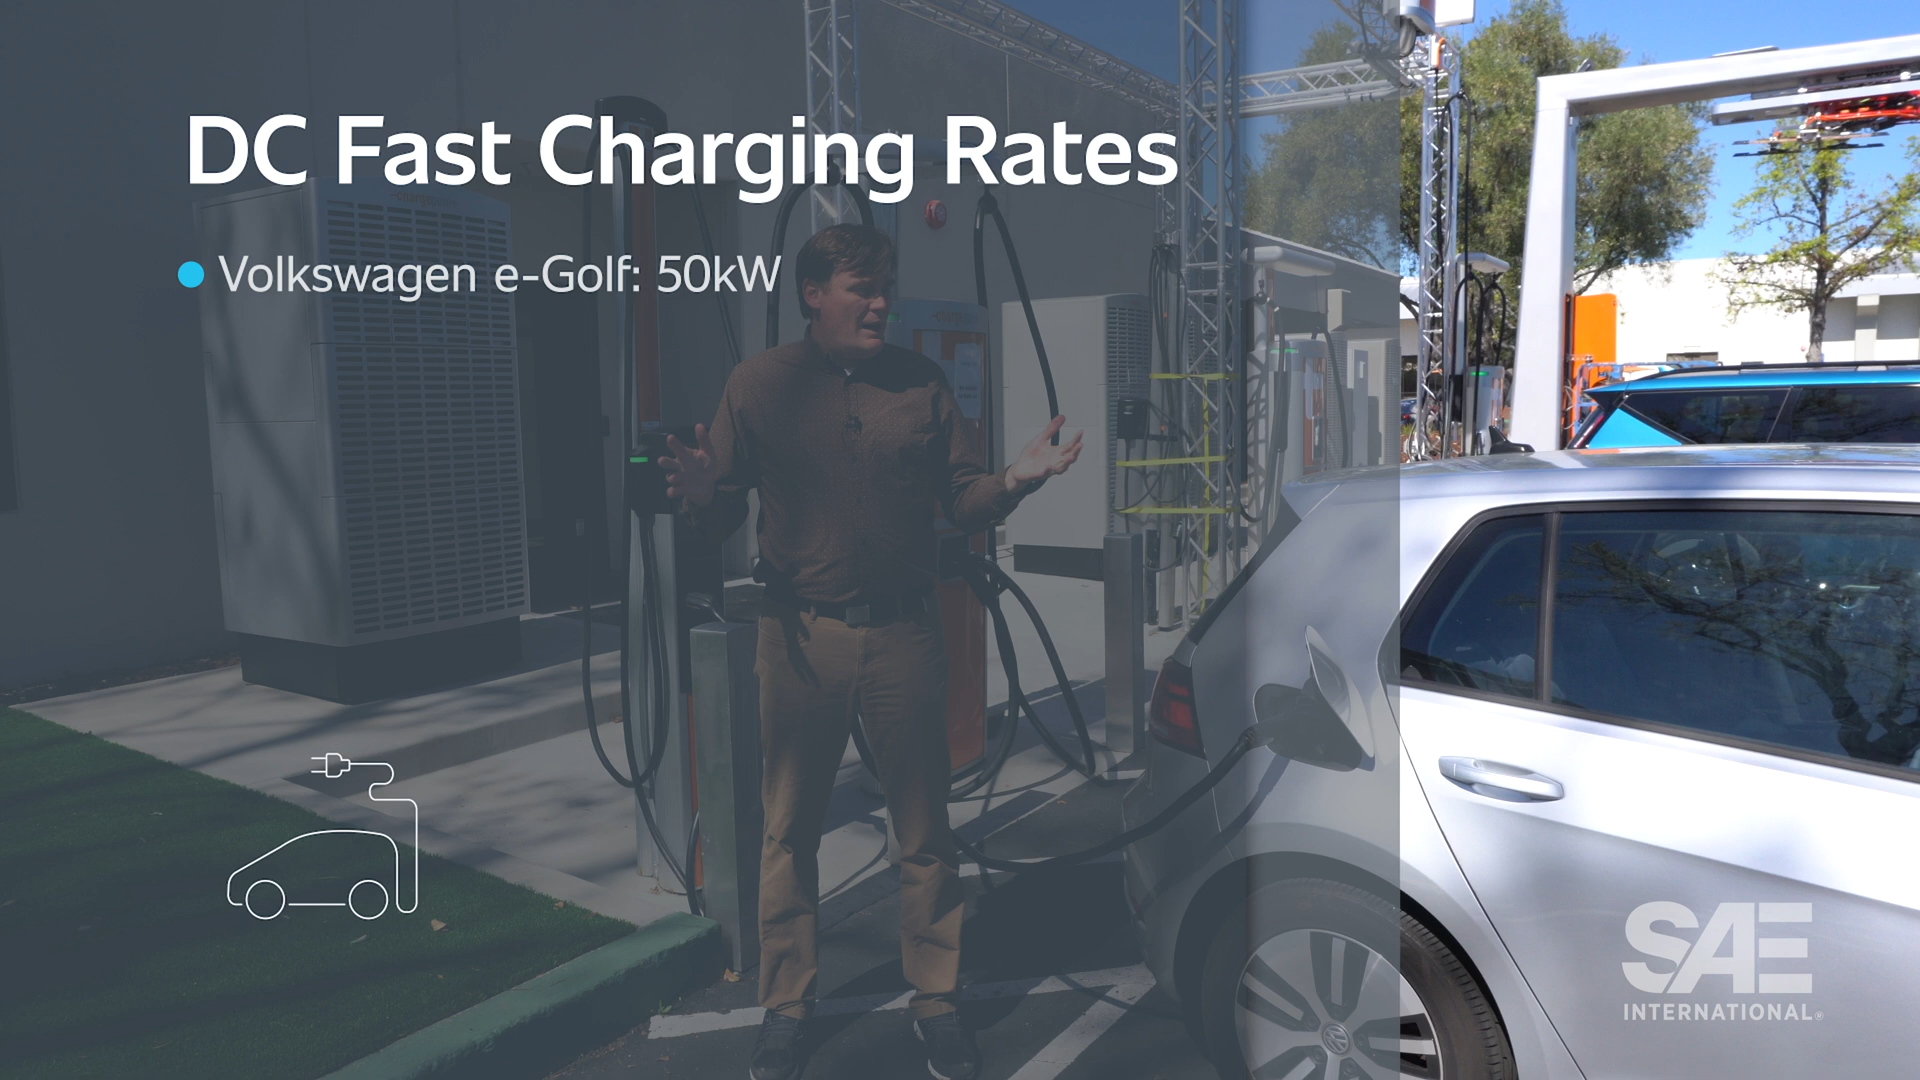 DC Fast Charging Rates
Volkswagen e-Golf: 50kW
SAE
INTERNATIONAL®